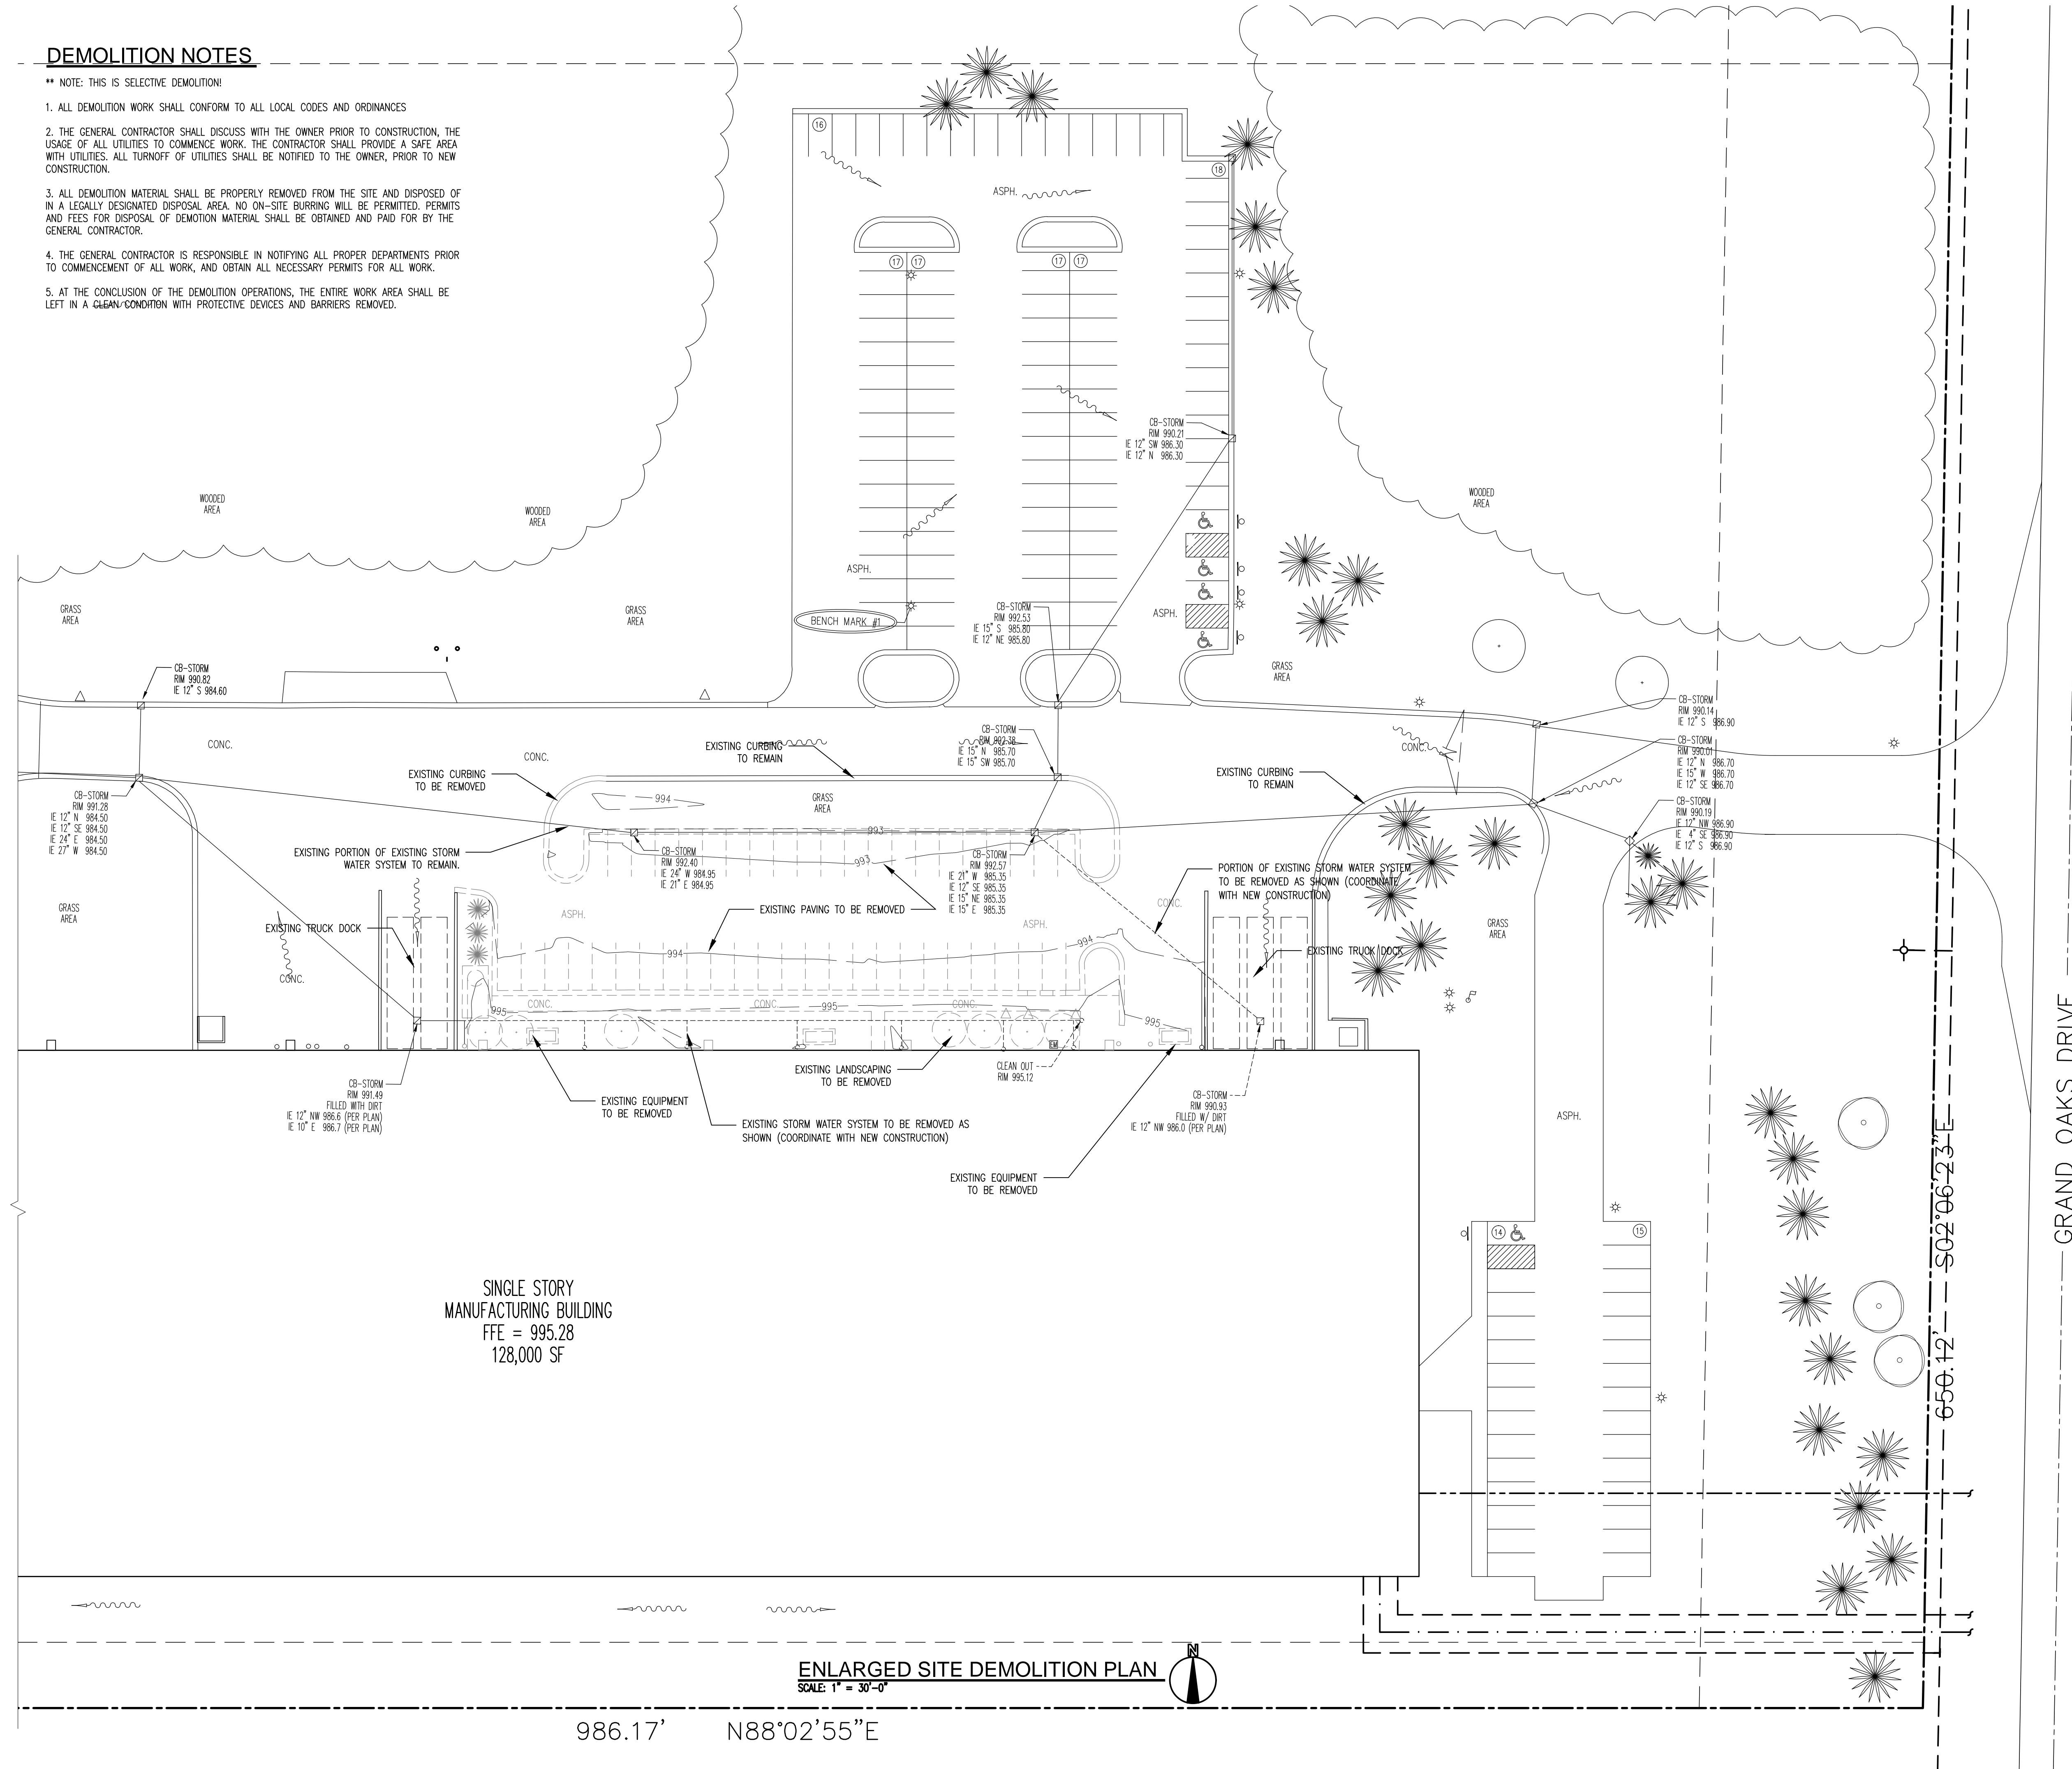 DEMOLITION NOTES
** NOTE: THIS IS SELECTIVE DEMOLITION!
1. ALL DEMOLITION WORK SHALL CONFORM TO ALL LOCAL CODES AND ORDINANCES
2. THE GENERAL CONTRACTOR SHALL DISCUSS WITH THE OWNER PRIOR TO CONSTRUCTION, THE
USAGE OF ALL UTILITIES TO COMMENCE WORK. THE CONTRACTOR SHALL PROVIDE A SAFE AREA
WITH UTILITIES. ALL TURNOFF OF UTILITIES SHALL BE NOTIFIED TO THE OWNER, PRIOR TO NEW
CONSTRUCTION.
3. ALL DEMOLITION MATERIAL SHALL BE PROPERLY REMOVED FROM THE SITE AND DISPOSED OF
IN A LEGALLY DESIGNATED DISPOSAL AREA. NO ON-SITE BURRING WILL BE PERMITTED. PERMITS
AND FEES FOR DISPOSAL OF DEMOTION MATERIAL SHALL BE OBTAINED AND PAID FOR BY THE
GENERAL CONTRACTOR.
4. THE GENERAL CONTRACTOR IS RESPONSIBLE IN NOTIFYING ALL PROPER DEPARTMENTS PRIOR
TO COMMENCEMENT OF ALL WORK, AND OBTAIN ALL NECESSARY PERMITS FOR ALL WORK.
5. AT THE CONCLUSION OF THE DEMOLITION OPERATIONS, THE ENTIRE WORK AREA SHALL BE
LEFT IN A CLEAN CONDITION WITH PROTECTIVE DEVICES AND BARRIERS REMOVED.
16
18
ASPH.
17
17
17
17
CB-STORM
RIM 990.21
IE 12" SW 986.30
IE 12" N 986.30
WOODED
AREA
WOODED
AREA
WOODED
AREA
ASPH.
GRASS
AREA
GRASS
AREA
BENCH MARK #1
CB-STORM
RIM 992.53
IE 15" S 985.80
IE 12" NE 985.80
ASPH.
GRASS
AREA
CB-STORM
RIM 990.82
IE 12" S 984.60
CONC.
CONC.
EXISTING CURBING
TO REMAIN
CB-STORM
RIM 992.38
IE 15" N 985.70
IE 15" SW 985.70
CONC.
CB-STORM
RIM 990.14
IE 12" S 986.90
CB-STORM
RIM 990.01
IE 12" N 986.70
IE 15" W 986.70
IE 12" SE 986.70
CB-STORM
RIM 990.19
IE 12" NW 986.90
IE 4" SE 986.90
IE 12" S 986.90
EXISTING CURBING
TO BE REMOVED
EXISTING CURBING
TO REMAIN
CB-STORM
RIM 991.28
IE 12" N 984.50
IE 12" SE 984.50
IE 24" E 984.50
IE 27" W 984.50
994
GRASS
AREA
993
993
EXISTING PORTION OF EXISTING STORM
WATER SYSTEM TO REMAIN.
CB-STORM
RIM 992.40
IE 24" W 984.95
IE 21" E 984.95
CB-STORM
RIM 992.57
IE 21" W 985.35
IE 12" SE 985.35
IE 15" NE 985.35
IE 15" E 985.35
PORTION OF EXISTING STORM WATER SYSTEM
TO BE REMOVED AS SHOWN (COORDINATE
WITH NEW CONSTRUCTION)
GRASS
AREA
EXISTING TRUCK DOCK
ASPH.
EXISTING PAVING TO BE REMOVED
ASPH.
CONC.
GRASS
AREA
EXISTING TRUCK DOCK
994
994
CONC.
CONC.
CONC.
CONC.
995
995
995
EM
CB-STORM
RIM 991.49
FILLED WITH DIRT
IE 12" NW 986.6 (PER PLAN)
IE 10" E 986.7 (PER PLAN)
EXISTING EQUIPMENT
TO BE REMOVED
EXISTING LANDSCAPING
TO BE REMOVED
CLEAN OUT
RIM 995.12
CB-STORM
RIM 990.93
FILLED W/ DIRT
IE 12" NW 986.0 (PER PLAN)
EXISTING STORM WATER SYSTEM TO BE REMOVED AS
SHOWN (COORDINATE WITH NEW CONSTRUCTION)
EXISTING EQUIPMENT
TO BE REMOVED
ASPH.
14
15
SINGLE STORY
MANUFACTURING BUILDING
FFE = 995.28
128,000 SF
650.12' S02°06'23"E
GRAND OAKS DRIVE
ENLARGED SITE DEMOLITION PLAN
SCALE: 1" = 30'-0"
N
986.17' N88°02'55"E